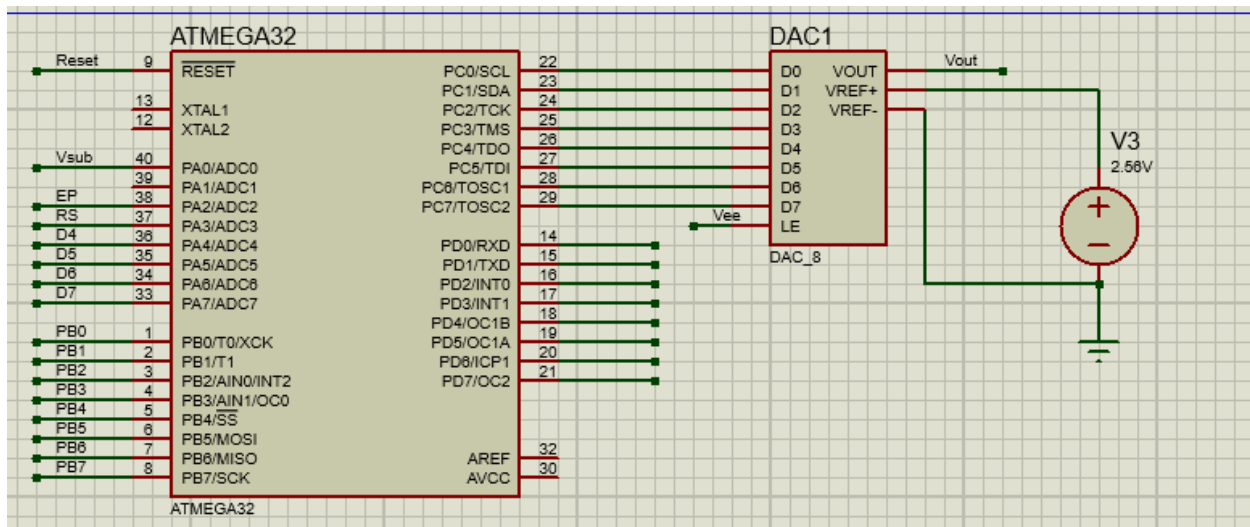 ATMEGA32
Reset 9 RESET
13 XTAL1
12 XTAL2
Vsub 40 PA0/ADC0
39 PA1/ADC1
EP 38 PA2/ADC2
RS 37 PA3/ADC3
D4 36 PA4/ADC4
D5 35 PA5/ADC5
D6 34 PA6/ADC6
D7 33 PA7/ADC7
PB0 1 PB0/T0/XCK
PB1 2 PB1/T1
PB2 3 PB2/AIN0/INT2
PB3 4 PB3/AIN1/OC0
PB4 5 PB4/SS
PB5 6 PB5/MOSI
PB6 7 PB6/MISO
PB7 8 PB7/SCK
PC0/SCL 22
PC1/SDA 23
PC2/TCK 24
PC3/TMS 25
PC4/TDO 26
PC5/TDI 27
PC6/TOSC1 28
PC7/TOSC2 29
PD0/RXD 14
PD1/TXD 15
PD2/INT0 16
PD3/INT1 17
PD4/OC1B 18
PD5/OC1A 19
PD6/ICP1 20
PD7/OC2 21
AREF 32
AVCC 30
ATMEGA32
DAC1
D0 VOUT Vout
D1 VREF+
D2 VREF-
D3
D4
D5
D6
D7
Vee LE
DAC_8
V3
2.56V